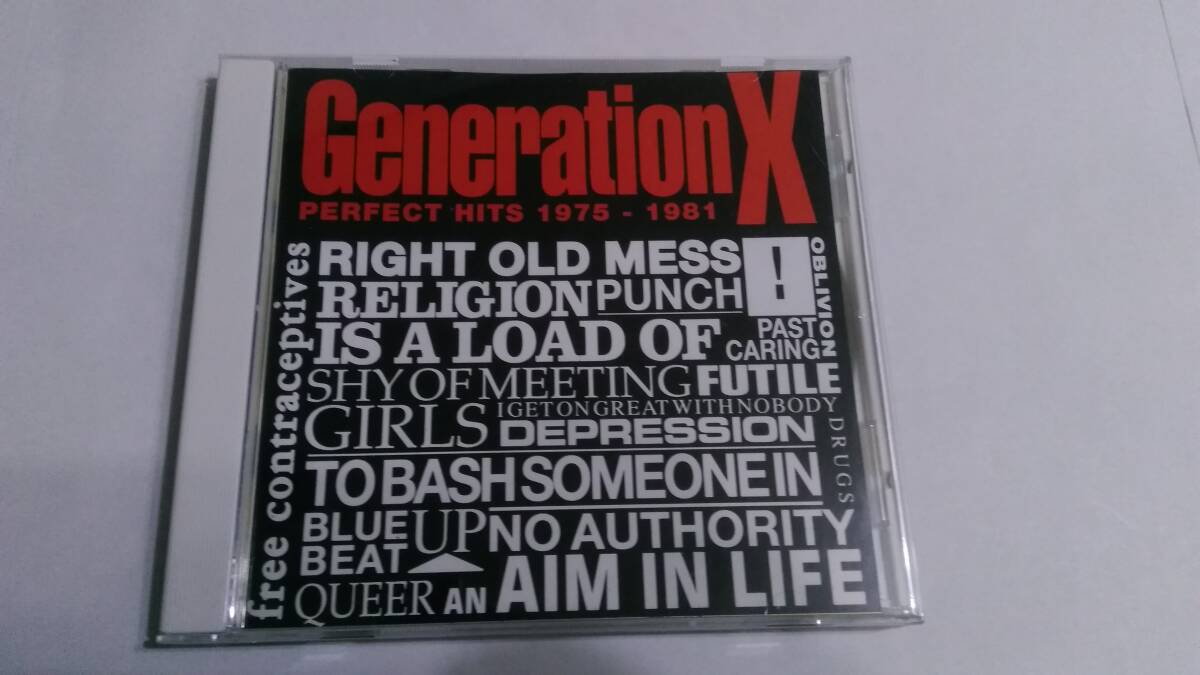 Generation X
PERFECT HITS 1975 - 1981
free contraceptives
RIGHT OLD MESS
!
OBLIVION
RELIGION PUNCH
IS A LOAD OF
PAST
CARING
SHY OF MEETING FUTILE
GIRLS
I GET ON GREAT WITH NOBODY
DEPRESSION
DRUGS
TO BASH SOMEONE IN
BLUE
BEAT
UP
NO AUTHORITY
QUEER AN AIM IN LIFE